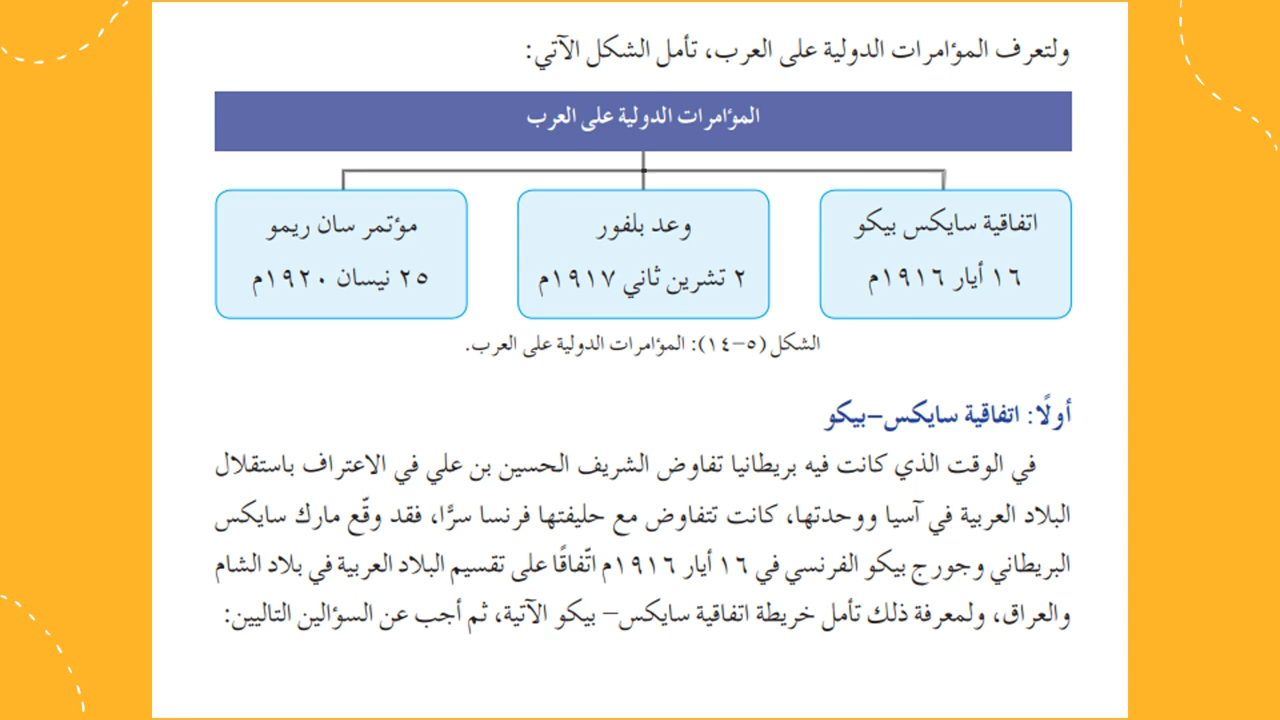 ولتعرف المؤامرات الدولية على العرب، تأمل الشكل الآتي:
المؤامرات الدولية على العرب
اتفاقية سايكس بيكو
١٦ أيار ١٩١٦م
وعد بلفور
٢ تشرين ثاني ١٩١٧م
مؤتمر سان ريمو
٢٥ نيسان ١٩٢٠م
الشكل (٥-١٤): المؤامرات الدولية على العرب.
أولًا: اتفاقية سايكس-بيكو
في الوقت الذي كانت فيه بريطانيا تفاوض الشريف الحسين بن علي في الاعتراف باستقلال
البلاد العربية في آسيا ووحدتها، كانت تتفاوض مع حليفتها فرنسا سرًّا، فقد وقّع مارك سايكس
البريطاني وجورج بيكو الفرنسي في ١٦ أيار ١٩١٦م اتّفاقًا على تقسيم البلاد العربية في بلاد الشام
والعراق، ولمعرفة ذلك تأمل خريطة اتفاقية سايكس- بيكو الآتية، ثم أجب عن السؤالين التاليين: